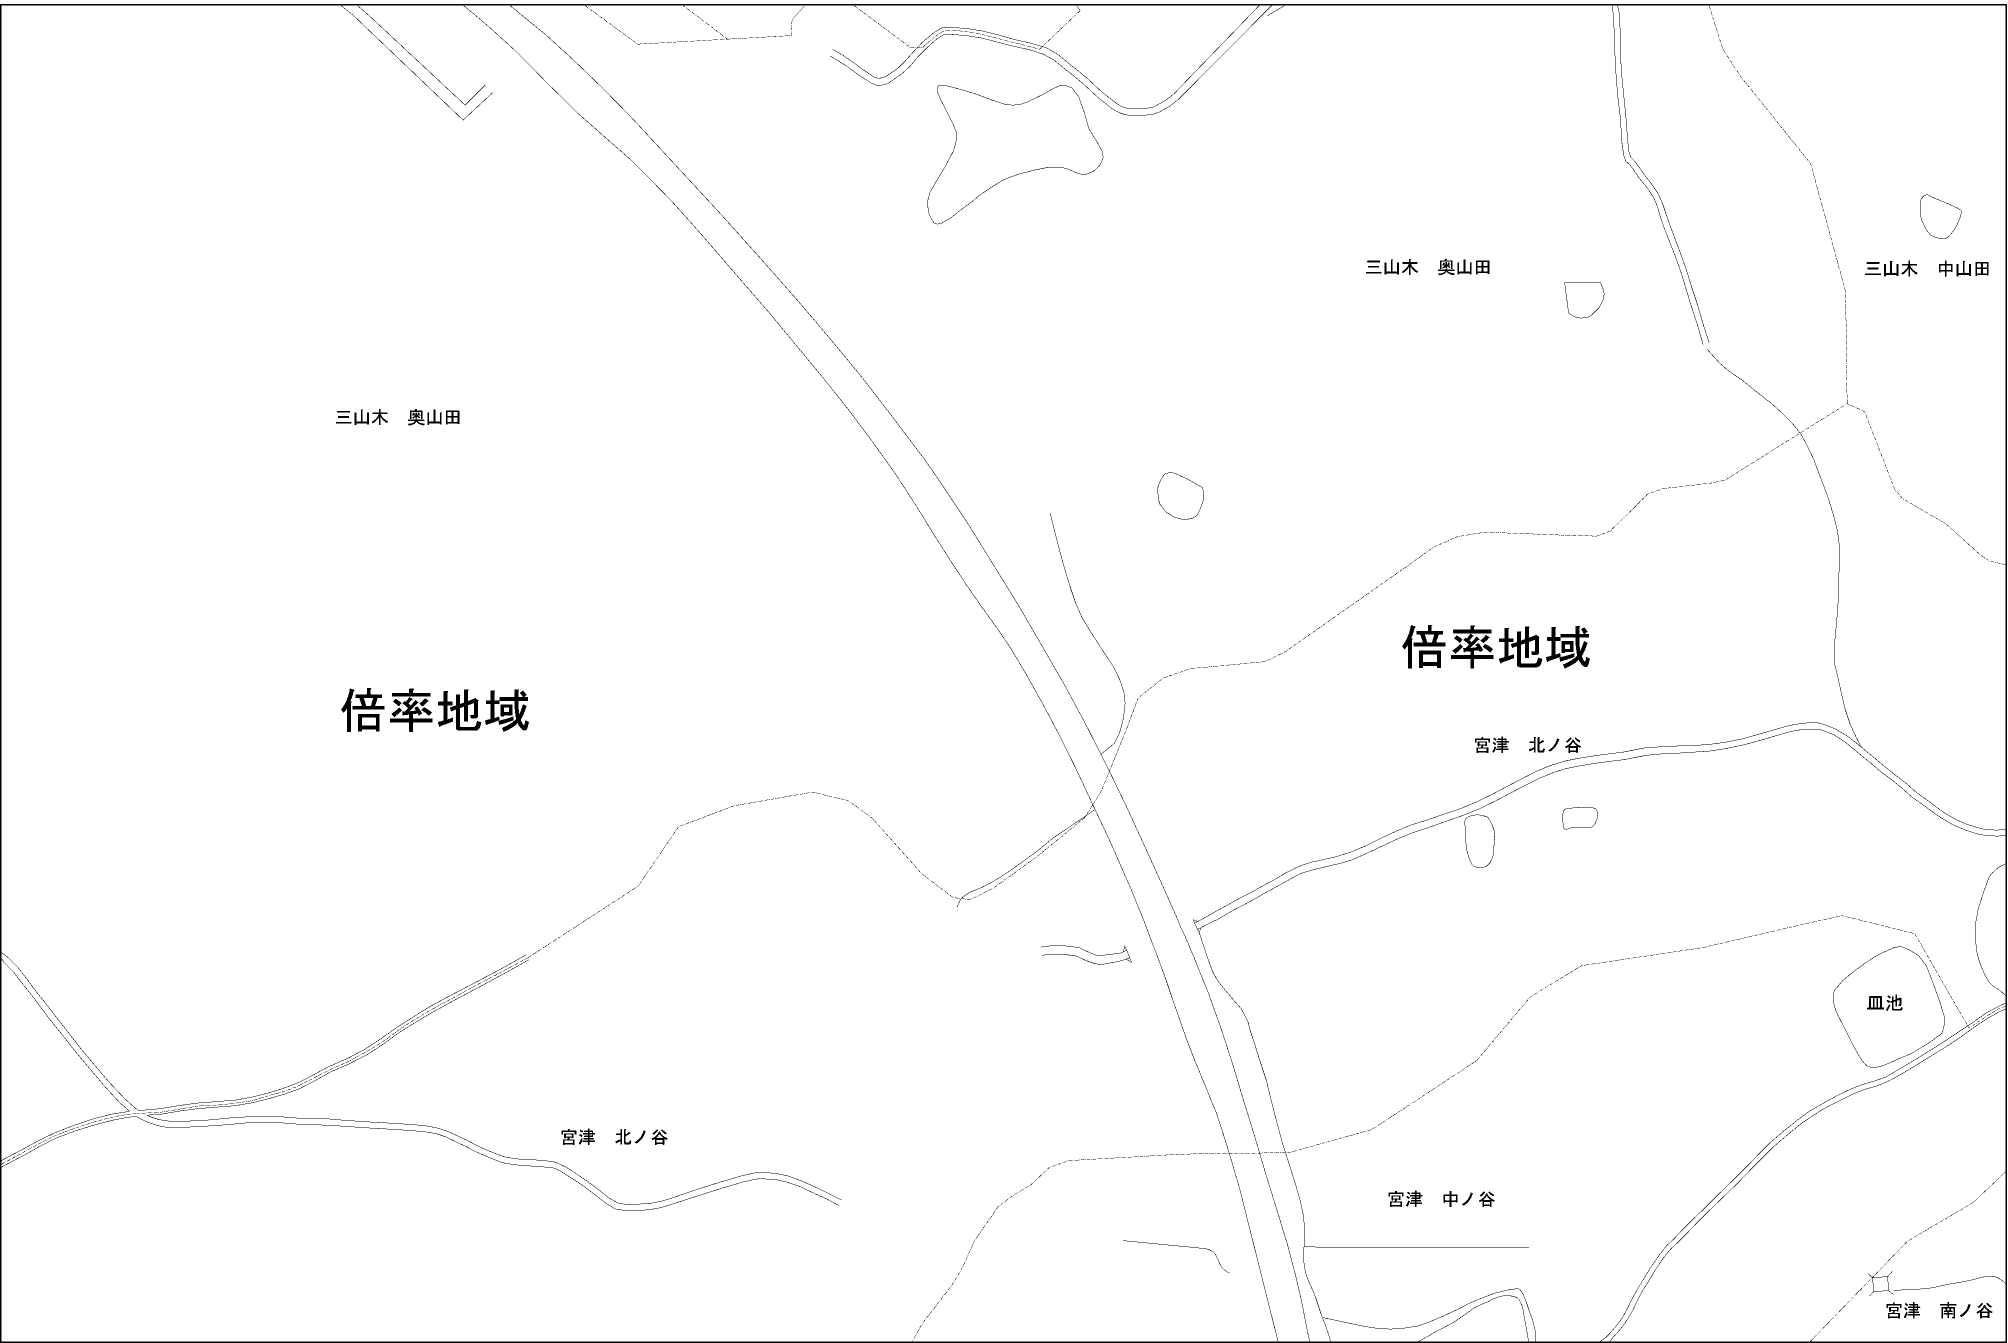 三山木　奥山田
三山木　中山田
三山木　奥山田
倍率地域
倍率地域
宮津　北ノ谷
皿池
宮津　北ノ谷
宮津　中ノ谷
宮津　南ノ谷